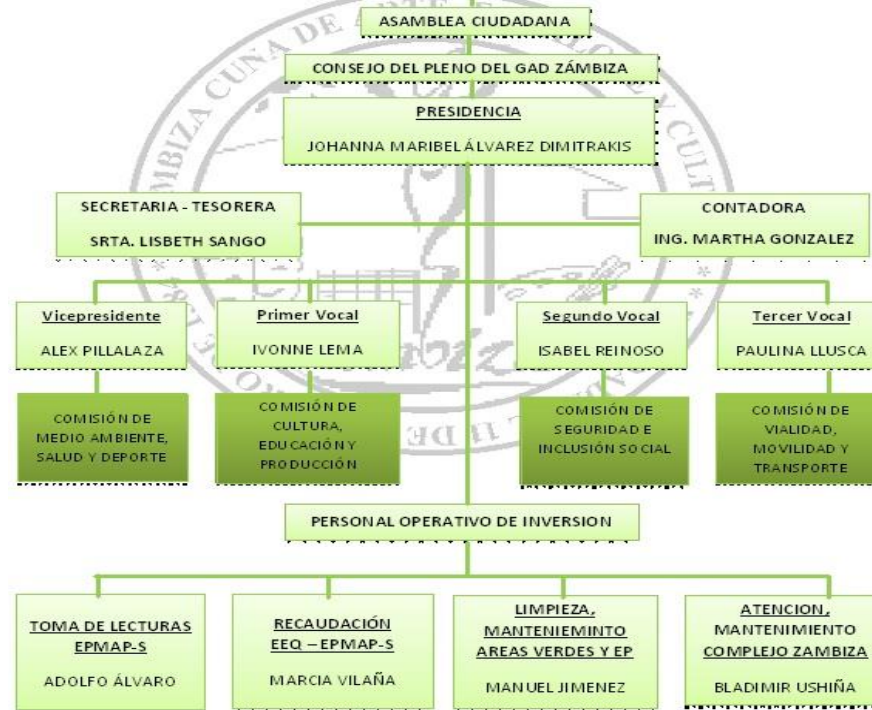 ASAMBLEA CIUDADANA
CONSEJO DEL PLENO DEL GAD ZÁMBIZA
PRESIDENCIA
JOHANNA MARIBEL ÁLVAREZ DIMITRAKIS
SECRETARIA - TESORERA
SRTA. LISBETH SANGO
CONTADORA
ING. MARTHA GONZALEZ
Vicepresidente
ALEX PILLALAZA
Primer Vocal
IVONNE LEMA
Segundo Vocal
ISABEL REINOSO
Tercer Vocal
PAULINA LLUSCA
COMISIÓN DE
MEDIO AMBIENTE,
SALUD Y DEPORTE
COMISIÓN DE
CULTURA,
EDUCACIÓN Y
PRODUCCIÓN
COMISIÓN DE
SEGURIDAD E
INCLUSIÓN SOCIAL
COMISIÓN DE
VIALIDAD,
MOVILIDAD Y
TRANSPORTE
PERSONAL OPERATIVO DE INVERSION
TOMA DE LECTURAS
EPMAP-S
ADOLFO ÁLVARO
RECAUDACIÓN
EEQ – EPMAP-S
MARCIA VILAÑA
LIMPIEZA,
MANTENIEMINTO
AREAS VERDES Y EP
MANUEL JIMENEZ
ATENCION,
MANTENIMIENTO
COMPLEJO ZAMBIZA
BLADIMIR USHIÑA
CUNA DE ARTE